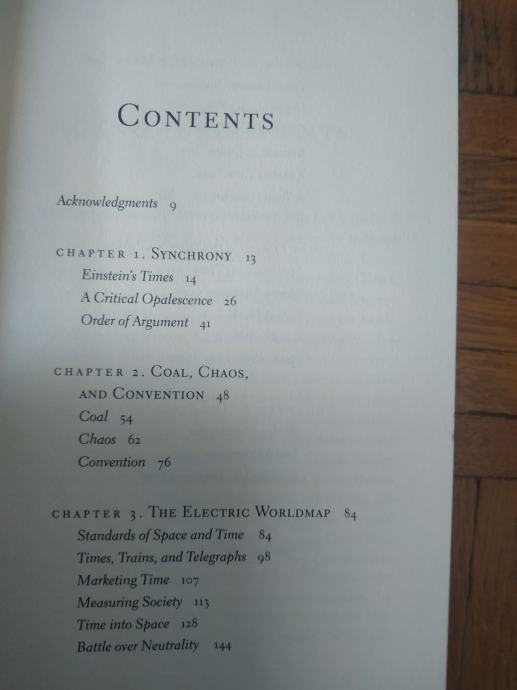 CONTENTS
Acknowledgments 9
CHAPTER 1. SYNCHRONY 13
Einstein's Times 14
A Critical Opalescence 26
Order of Argument 41
CHAPTER 2. COAL, CHAOS,
AND CONVENTION 48
Coal 54
Chaos 62
Convention 76
CHAPTER 3. THE ELECTRIC WORLDMAP 84
Standards of Space and Time 84
Times, Trains, and Telegraphs 98
Marketing Time 107
Measuring Society 113
Time into Space 128
Battle over Neutrality 144